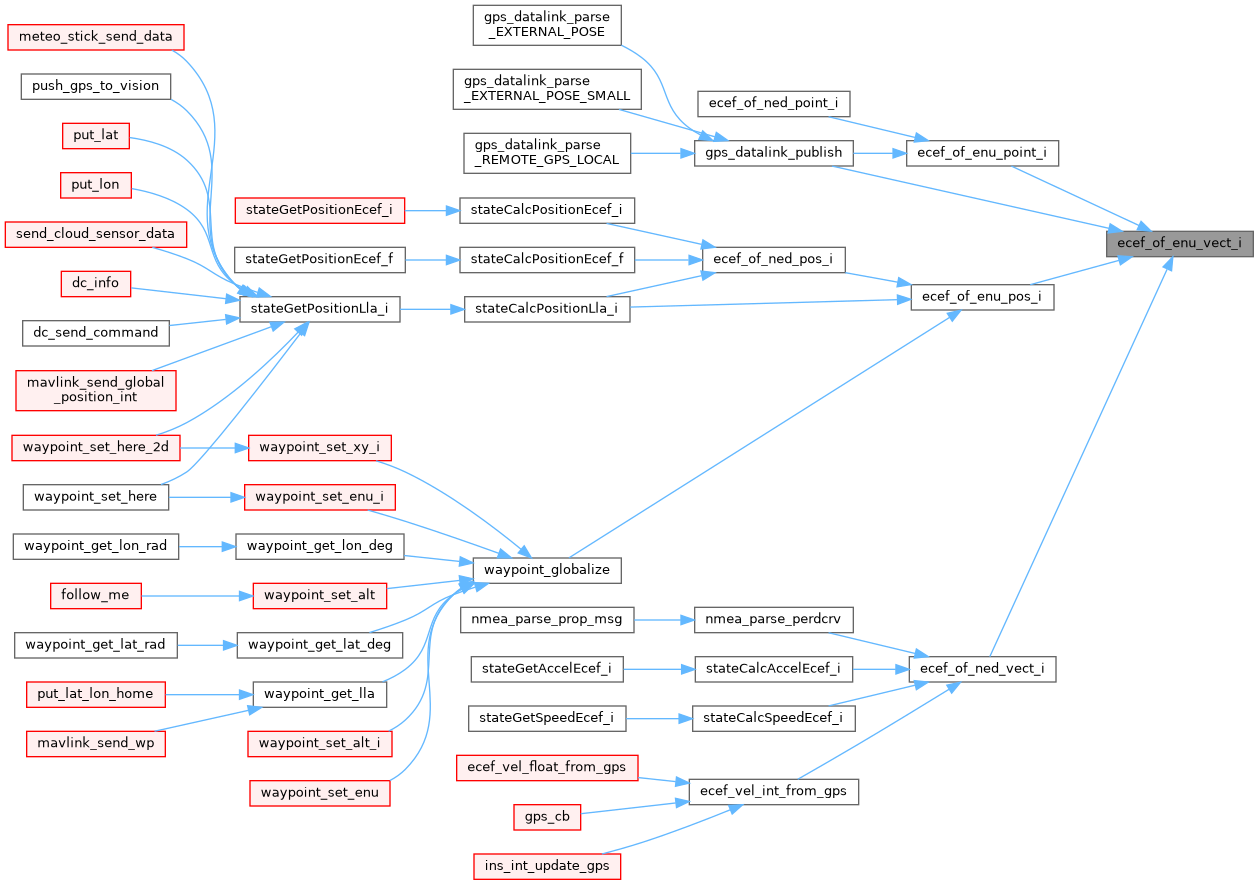 meteo_stick_send_data
push_gps_to_vision
put_lat
put_lon
send_cloud_sensor_data
dc_info
dc_send_command
mavlink_send_global
_position_int
waypoint_set_here_2d
waypoint_set_here
waypoint_get_lon_rad
follow_me
waypoint_get_lat_rad
put_lat_lon_home
mavlink_send_wp
stateGetPositionEcef_i
stateGetPositionEcef_f
stateGetPositionLla_i
waypoint_set_xy_i
waypoint_set_enu_i
waypoint_get_lon_deg
waypoint_set_alt
waypoint_get_lat_deg
waypoint_get_lla
waypoint_set_alt_i
waypoint_set_enu
gps_datalink_parse
_EXTERNAL_POSE
gps_datalink_parse
_EXTERNAL_POSE_SMALL
gps_datalink_parse
_REMOTE_GPS_LOCAL
stateCalcPositionEcef_i
stateCalcPositionEcef_f
stateCalcPositionLla_i
waypoint_globalize
nmea_parse_prop_msg
stateGetAccelEcef_i
stateGetSpeedEcef_i
ecef_vel_float_from_gps
gps_cb
ins_int_update_gps
ecef_of_ned_point_i
gps_datalink_publish
ecef_of_ned_pos_i
nmea_parse_perdcrv
stateCalcAccelEcef_i
stateCalcSpeedEcef_i
ecef_vel_int_from_gps
ecef_of_enu_point_i
ecef_of_enu_pos_i
ecef_of_ned_vect_i
ecef_of_enu_vect_i